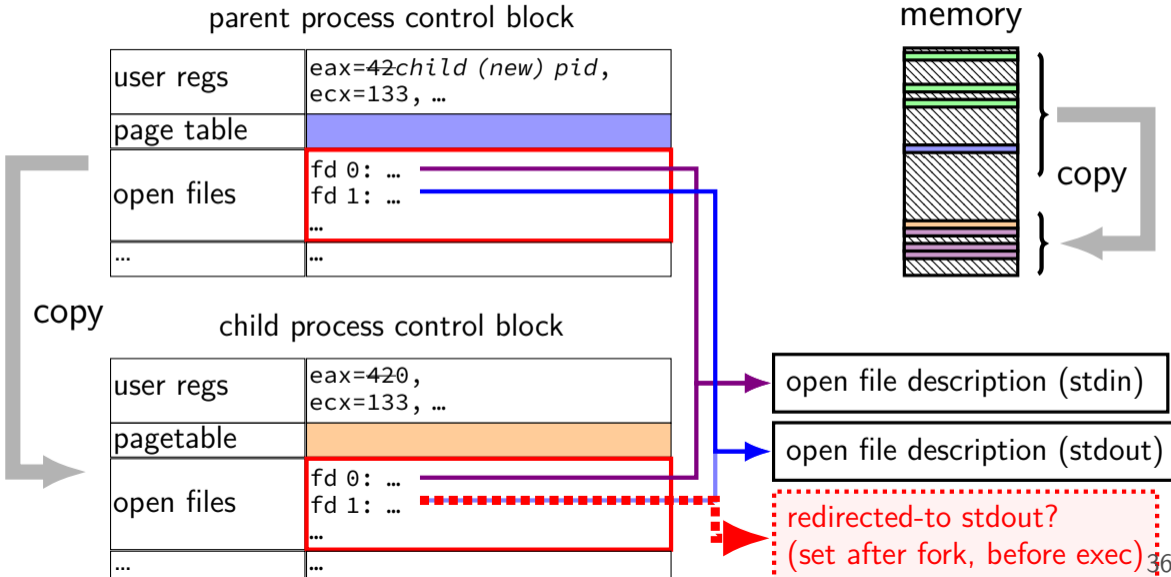 parent process control block
user regs
eax=42child (new) pid,
ecx=133, …
page table
open files
fd 0: …
fd 1: …
…
…
…
copy
child process control block
user regs
eax=420,
ecx=133, …
pagetable
open files
fd 0: …
fd 1: …
…
…
…
memory
copy
open file description (stdin)
open file description (stdout)
redirected-to stdout?
(set after fork, before exec)
36